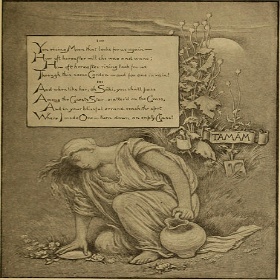 Yon rising Moon that looks for us again—
How oft hereafter will she wax and wane;
How oft hereafter rising look for us
Through this same Garden—and for one in vain!
And when like her, oh Sáki, you shall pass
Among the Guests Star-scatter'd on the Grass,
And in your blissful errand reach the spot
Where I made One—turn down an empty Glass!
TAMÁM